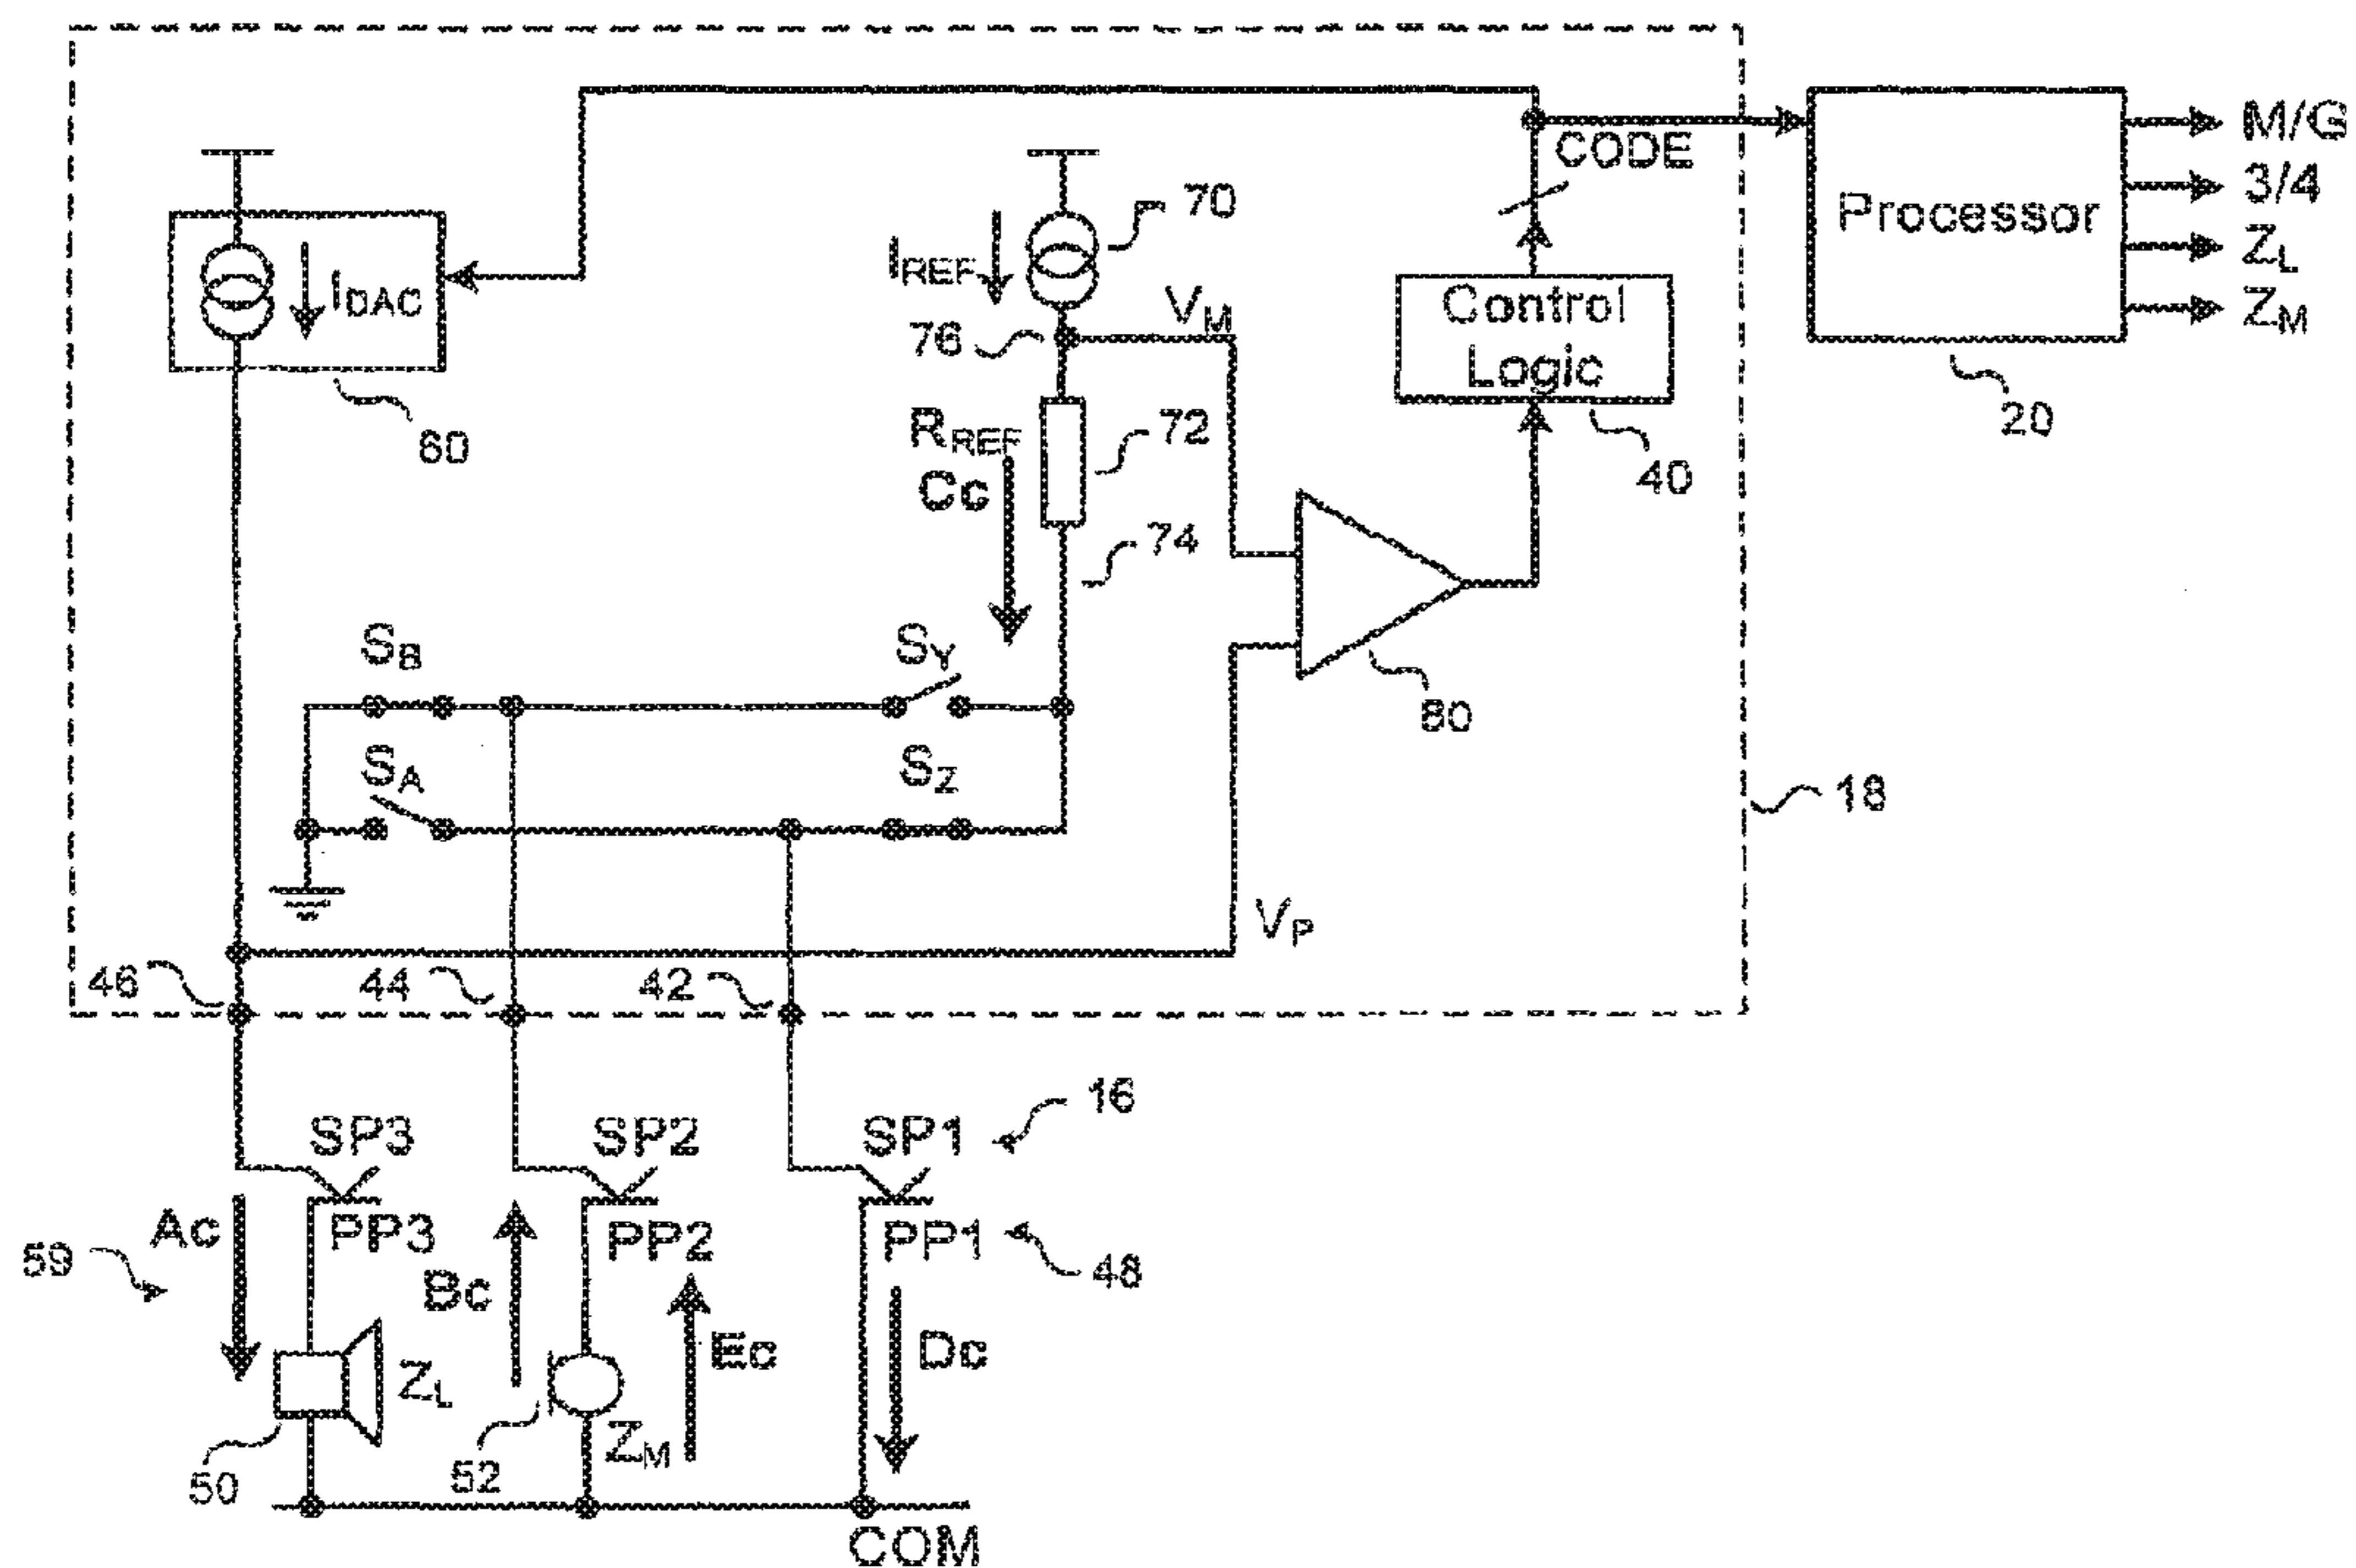 CODE
Processor
M/G
3/4
ZL
ZM
20
IDAC
60
IREF
70
VM
76
RREF
72
Cc
74
Control
Logic
40
80
SB
SY
SA
SZ
18
VP
46
44
42
16
SP3
SP2
SP1
Ac
PP3
PP2
PP1
59
Bc
48
Ec
Dc
ZL
ZM
50
52
COM